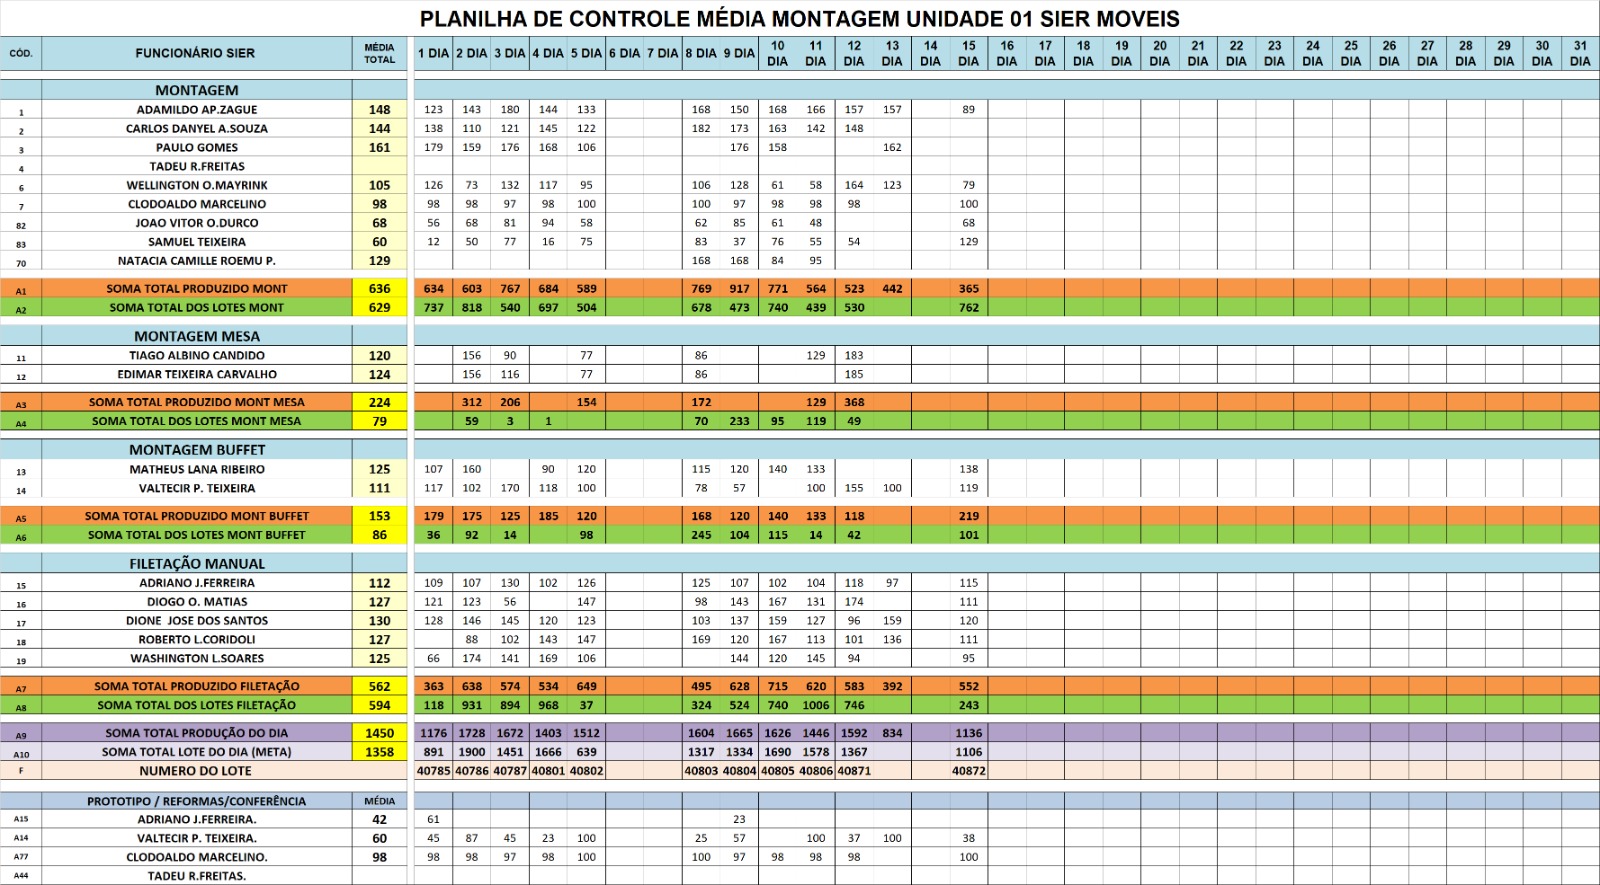 PLANILHA DE CONTROLE MÉDIA MONTAGEM UNIDADE 01 SIER MOVEIS
CÓD. FUNCIONÁRIO SIER MÉDIA TOTAL 1 DIA 2 DIA 3 DIA 4 DIA 5 DIA 6 DIA 7 DIA 8 DIA 9 DIA 10 DIA 11 DIA 12 DIA 13 DIA 14 DIA 15 DIA 16 DIA 17 DIA 18 DIA 19 DIA 20 DIA 21 DIA 22 DIA 23 DIA 24 DIA 25 DIA 26 DIA 27 DIA 28 DIA 29 DIA 30 DIA 31 DIA
MONTAGEM
1 ADAMILDO AP.ZAGUE 148 123 143 180 144 133 168 150 168 166 157 157 89
2 CARLOS DANYEL A.SOUZA 144 138 110 121 145 122 182 173 163 142 148
3 PAULO GOMES 161 179 159 176 168 106 176 158 162
4 TADEU R.FREITAS
6 WELLINGTON O.MAYRINK 105 126 73 132 117 95 106 128 61 58 164 123 79
7 CLODOALDO MARCELINO 98 98 98 97 98 100 100 97 98 98 98 100
82 JOAO VITOR O.DURCO 68 56 68 81 94 58 62 85 61 48 68
83 SAMUEL TEIXEIRA 60 12 50 77 16 75 83 37 76 55 54 129
70 NATACIA CAMILLE ROEMU P. 129 168 168 84 95
A1 SOMA TOTAL PRODUZIDO MONT 636 634 603 767 684 589 769 917 771 564 523 442 365
A2 SOMA TOTAL DOS LOTES MONT 629 737 818 540 697 504 678 473 740 439 530 762
MONTAGEM MESA
11 TIAGO ALBINO CANDIDO 120 156 90 77 86 129 183
12 EDIMAR TEIXEIRA CARVALHO 124 156 116 77 86 185
A3 SOMA TOTAL PRODUZIDO MONT MESA 224 312 206 154 172 129 368
A4 SOMA TOTAL DOS LOTES MONT MESA 79 59 3 1 70 233 95 119 49
MONTAGEM BUFFET
13 MATHEUS LANA RIBEIRO 125 107 160 90 120 115 120 140 133 138
14 VALTECIR P. TEIXEIRA 111 117 102 170 118 100 78 57 100 155 100 119
A5 SOMA TOTAL PRODUZIDO MONT BUFFET 153 179 175 125 185 120 168 120 140 133 118 219
A6 SOMA TOTAL DOS LOTES MONT BUFFET 86 36 92 14 98 245 104 115 14 42 101
FILETAÇÃO MANUAL
15 ADRIANO J.FERREIRA 112 109 107 130 102 126 125 107 102 104 118 97 115
16 DIOGO O. MATIAS 127 121 123 56 147 98 143 167 131 174 111
17 DIONE JOSE DOS SANTOS 130 128 146 145 120 123 103 137 159 127 96 159 120
18 ROBERTO L.CORIDOLI 127 88 102 143 147 169 120 167 113 101 136 111
19 WASHINGTON L.SOARES 125 66 174 141 169 106 144 120 145 94 95
A7 SOMA TOTAL PRODUZIDO FILETAÇÃO 562 363 638 574 534 649 495 628 715 620 583 392 552
A8 SOMA TOTAL DOS LOTES FILETAÇÃO 594 118 931 894 968 37 324 524 740 1006 746 243
A9 SOMA TOTAL PRODUÇÃO DO DIA 1450 1176 1728 1672 1403 1512 1604 1665 1626 1446 1592 834 1136
A10 SOMA TOTAL LOTE DO DIA (META) 1358 891 1900 1451 1666 639 1317 1334 1690 1578 1367 1106
F NUMERO DO LOTE 40785 40786 40787 40801 40802 40803 40804 40805 40806 40871 40872
PROTOTIPO / REFORMAS/CONFERÊNCIA MÉDIA
A15 ADRIANO J.FERREIRA. 42 61 23
A14 VALTECIR P. TEIXEIRA. 60 45 87 45 23 100 25 57 100 37 100 38
A77 CLODOALDO MARCELINO. 98 98 98 97 98 100 100 97 98 98 98 100
A44 TADEU R.FREITAS.